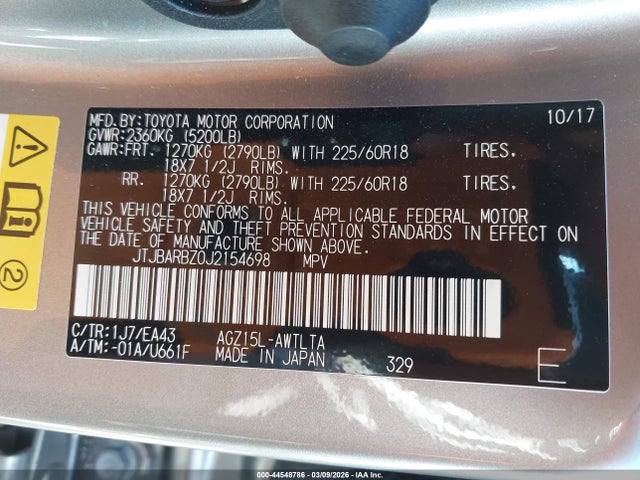 MFD.BY:TOYOTA MOTOR CORPORATION 10/17
GVWR:2360KG (5200LB)
GAWR:FRT. 1270KG (2790LB) WITH 225/60R18 TIRES.
18X7 1/2J RIMS.
RR. 1270KG (2790LB) WITH 225/60R18 TIRES.
18X7 1/2J RIMS.
THIS VEHICLE CONFORMS TO ALL APPLICABLE FEDERAL MOTOR
VEHICLE SAFETY AND THEFT PREVENTION STANDARDS IN EFFECT ON
THE DATE OF MANUFACTURE SHOWN ABOVE.
JTJBARBZ0J2154698 MPV
C/TR:1J7/EA43 AGZ15L-AWTLTA
A/TM:-01A/U661F MADE IN JAPAN 329 E
2
000-44548786 - 03/09/2026 - IAA Inc.